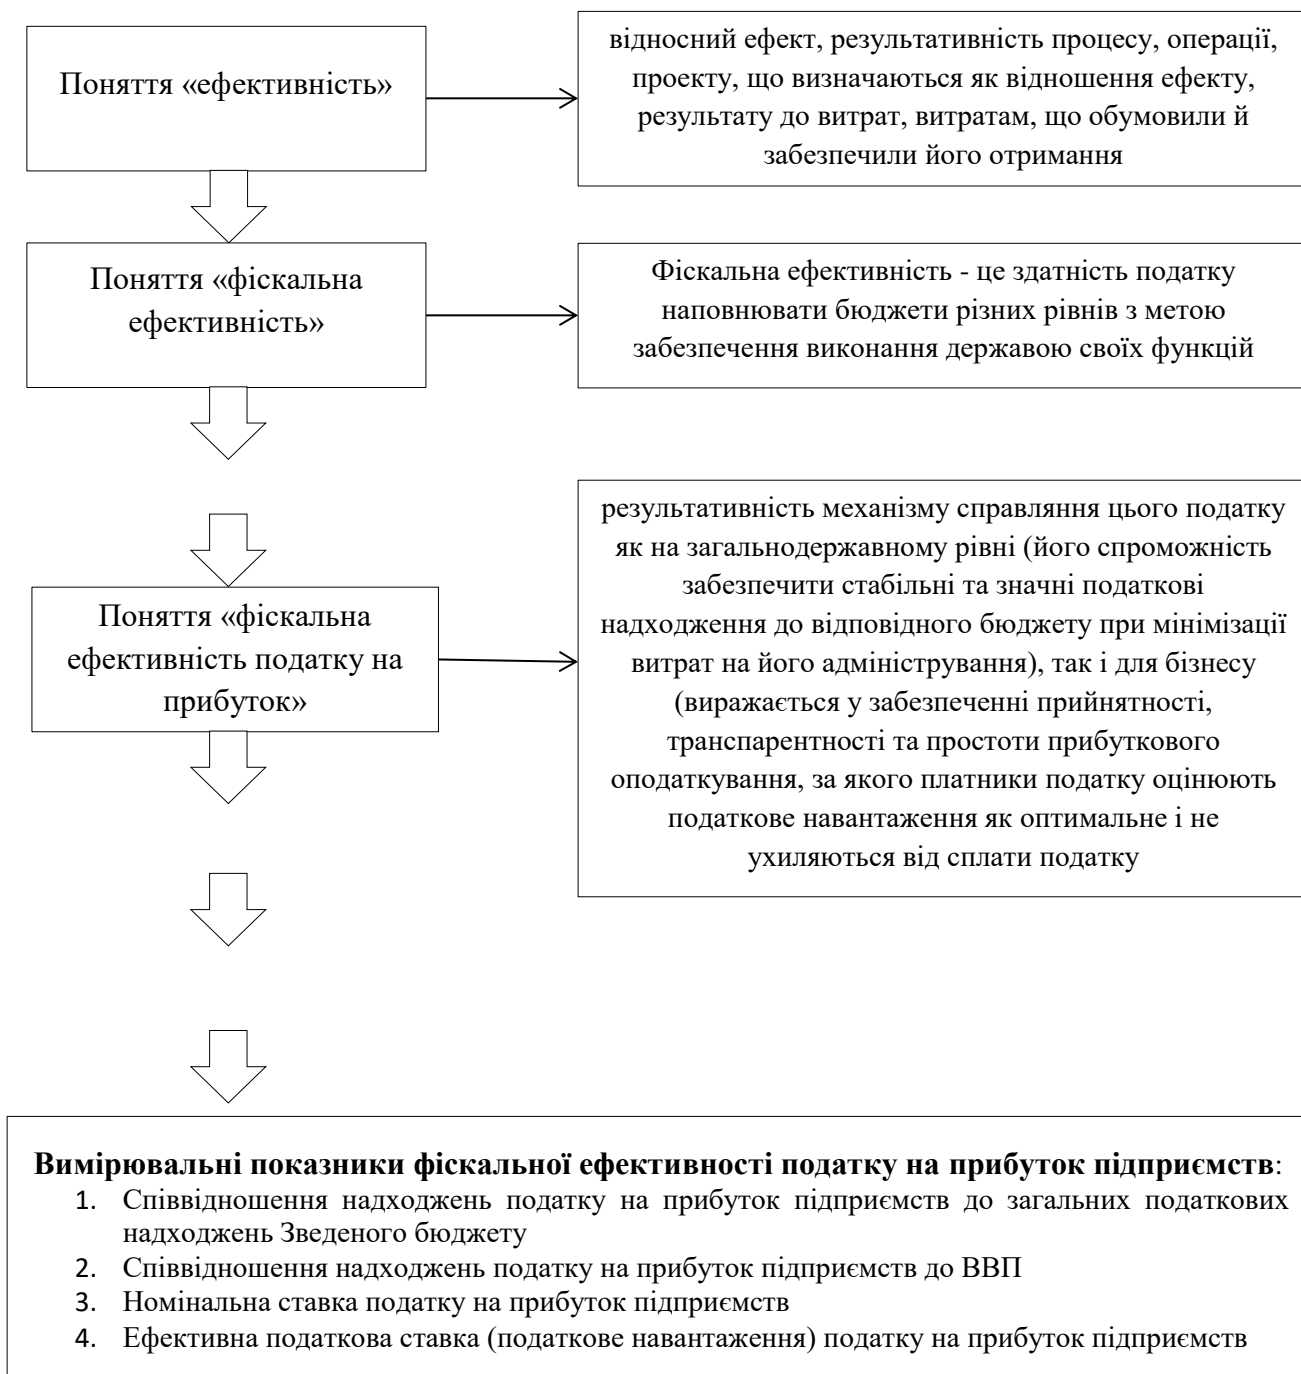 Поняття «ефективність»
відносний ефект, результативність процесу, операції,
проекту, що визначаються як відношення ефекту,
результату до витрат, витратам, що обумовили й
забезпечили його отримання
Поняття «фіскальна
ефективність»
Фіскальна ефективність - це здатність податку
наповнювати бюджети різних рівнів з метою
забезпечення виконання державою своїх функцій
Поняття «фіскальна
ефективність податку на
прибуток»
результативність механізму справляння цього податку
як на загальнодержавному рівні (його спроможність
забезпечити стабільні та значні податкові
надходження до відповідного бюджету при мінімізації
витрат на його адміністрування), так і для бізнесу
(виражається у забезпеченні прийнятності,
транспарентності та простоти прибуткового
оподаткування, за якого платники податку оцінюють
податкове навантаження як оптимальне і не
ухиляються від сплати податку
Вимірювальні показники фіскальної ефективності податку на прибуток підприємств:
1. Співвідношення надходжень податку на прибуток підприємств до загальних податкових
надходжень Зведеного бюджету
2. Співвідношення надходжень податку на прибуток підприємств до ВВП
3. Номінальна ставка податку на прибуток підприємств
4. Ефективна податкова ставка (податкове навантаження) податку на прибуток підприємств